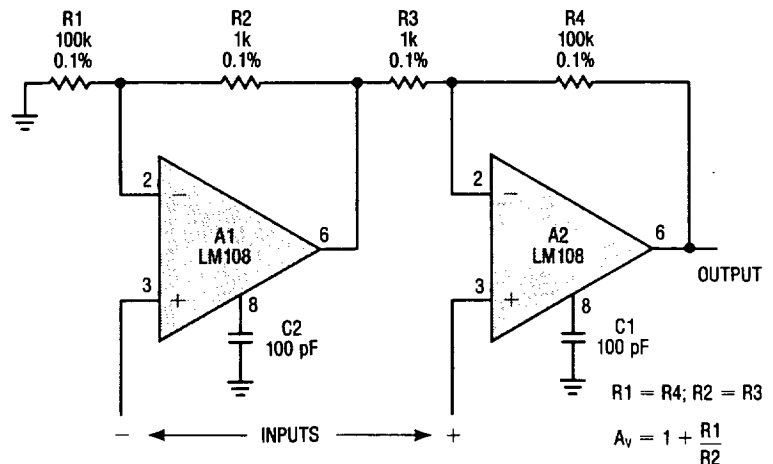 R1
100k
0.1%
R2
1k
0.1%
R3
1k
0.1%
R4
100k
0.1%
2
−
A1
LM108
6
3
+
8
C2
100 pF
2
−
A2
LM108
6
3
+
8
C1
100 pF
OUTPUT
− INPUTS +
R1 = R4; R2 = R3
Av = 1 + R1/R2